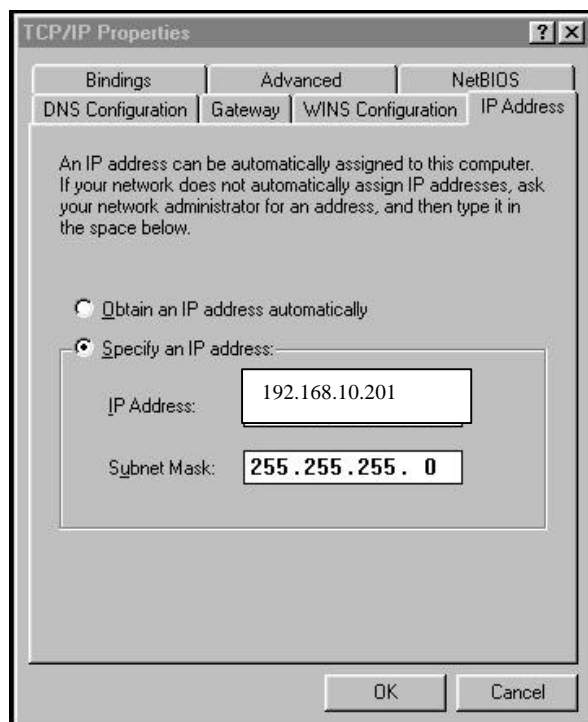 TCP/IP Properties
? X
Bindings Advanced NetBIOS
DNS Configuration Gateway WINS Configuration IP Address
An IP address can be automatically assigned to this computer.
If your network does not automatically assign IP addresses, ask
your network administrator for an address, and then type it in
the space below.
Obtain an IP address automatically
Specify an IP address:
IP Address: 192.168.10.201
Subnet Mask: 255.255.255. 0
OK Cancel